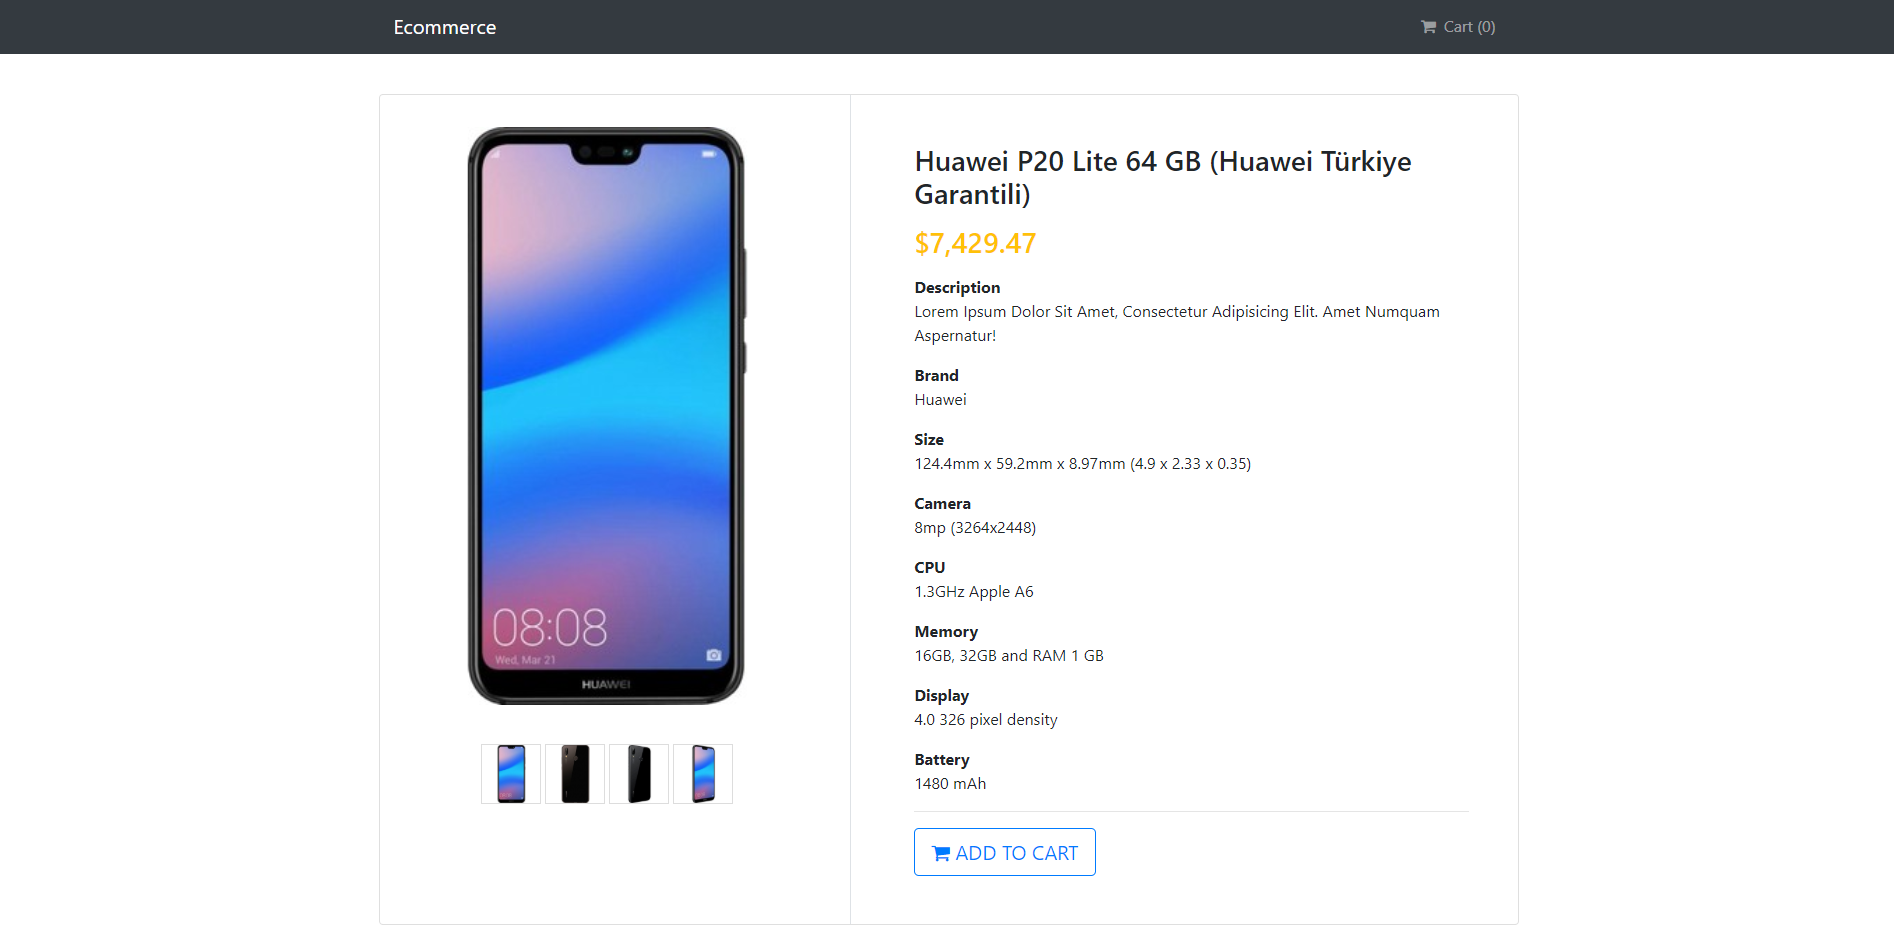 Ecommerce
Cart (0)
08:08
Wed, Mar 21
HUAWEI
Huawei P20 Lite 64 GB (Huawei Türkiye
Garantili)
$7,429.47
Description
Lorem Ipsum Dolor Sit Amet, Consectetur Adipisicing Elit. Amet Numquam
Aspernatur!
Brand
Huawei
Size
124.4mm x 59.2mm x 8.97mm (4.9 x 2.33 x 0.35)
Camera
8mp (3264x2448)
CPU
1.3GHz Apple A6
Memory
16GB, 32GB and RAM 1 GB
Display
4.0 326 pixel density
Battery
1480 mAh
ADD TO CART